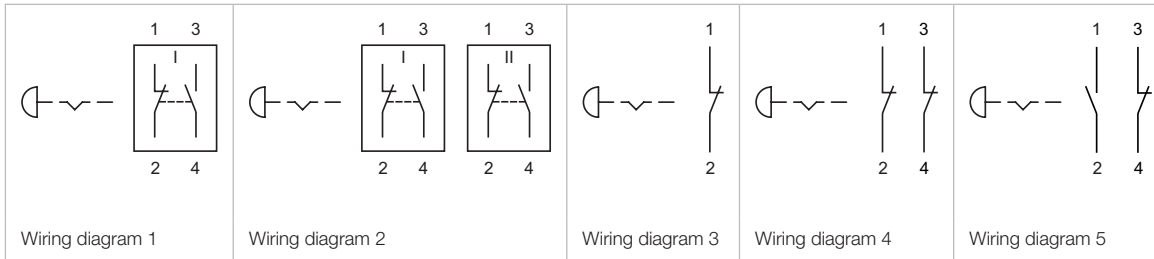 1 3
I
2 4
Wiring diagram 1
1 3 1 3
I II
2 4 2 4
Wiring diagram 2
1
2
Wiring diagram 3
1 3
2 4
Wiring diagram 4
1 3
2 4
Wiring diagram 5